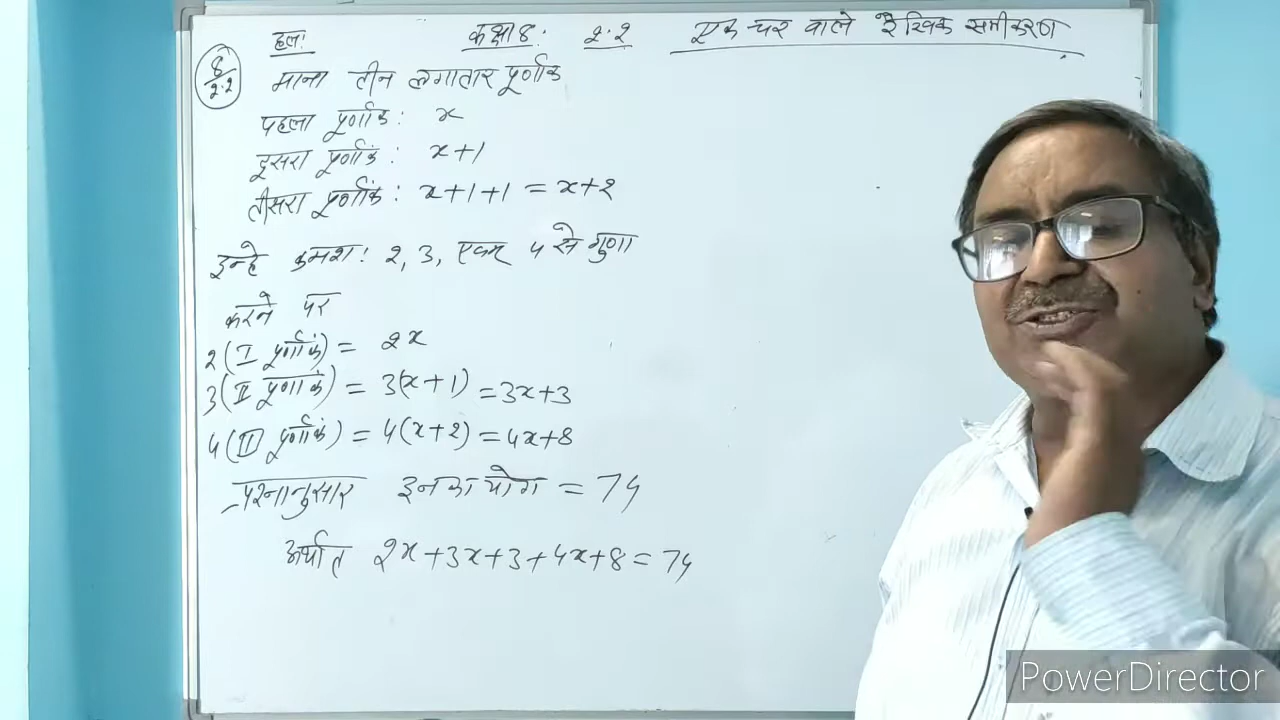 हल: कक्षा 8: 2.2 एक चर वाले रैखिक समीकरण
8/2.2
माना तीन लगातार पूर्णांक
पहला पूर्णांक: x
दूसरा पूर्णांक: x+1
तीसरा पूर्णांक: x+1+1 = x+2
इन्हे क्रमश: 2, 3, एवम् 4 से गुणा
करने पर
2(I पूर्णांक) = 2x
3(II पूर्णांक) = 3(x+1) = 3x+3
4(III पूर्णांक) = 4(x+2) = 4x+8
प्रश्नानुसार इनका योग = 74
अर्थात 2x+3x+3+4x+8 = 74
PowerDirector